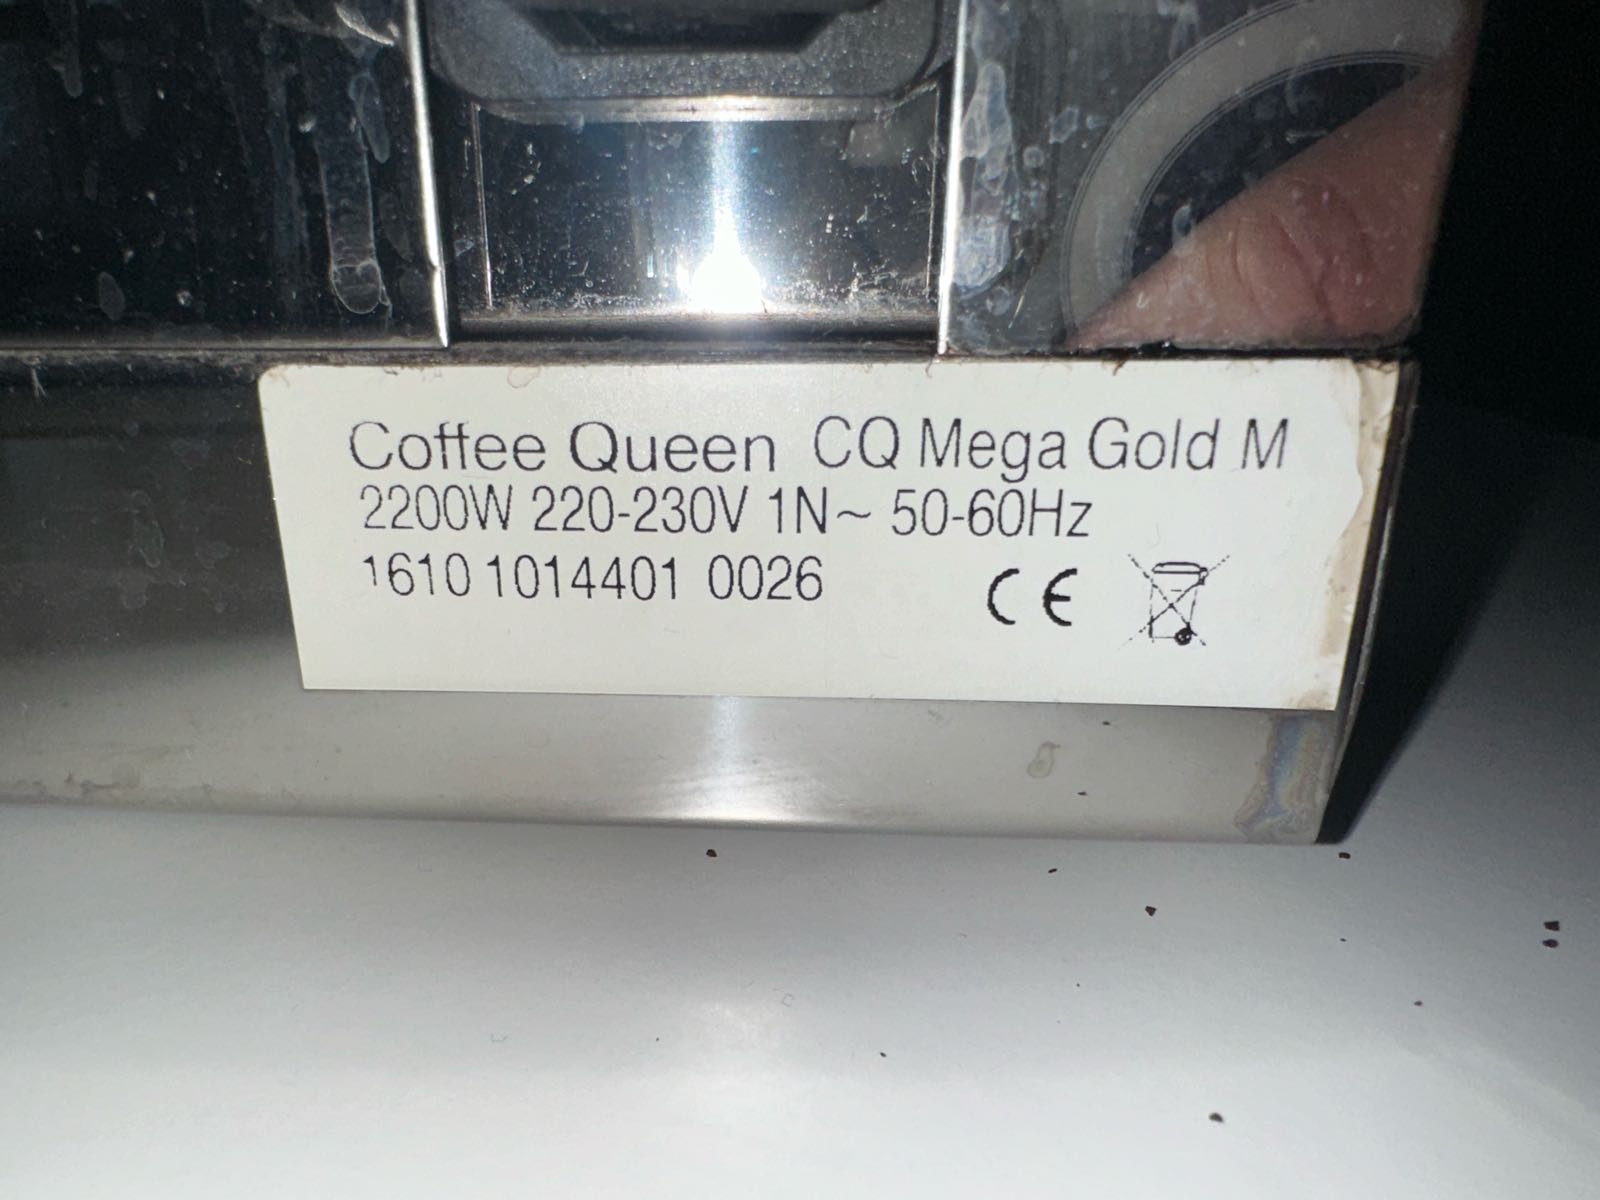 Coffee Queen CQ Mega Gold M
2200W 220-230V 1N~ 50-60Hz
1610 1014401 0026
CE